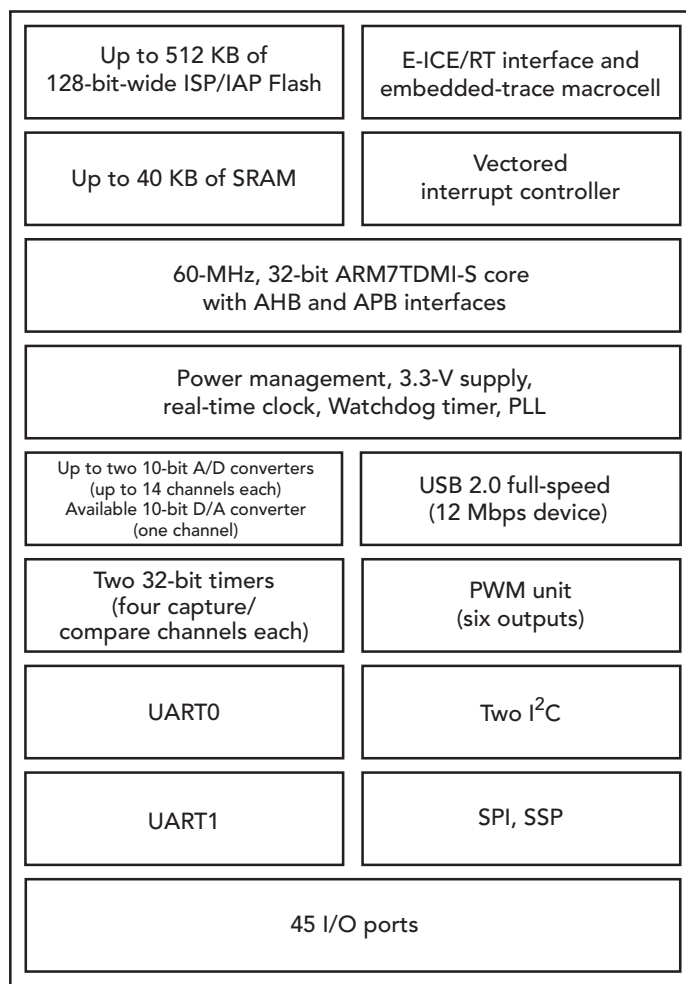 Up to 512 KB of
128-bit-wide ISP/IAP Flash
E-ICE/RT interface and
embedded-trace macrocell
Up to 40 KB of SRAM
Vectored
interrupt controller
60-MHz, 32-bit ARM7TDMI-S core
with AHB and APB interfaces
Power management, 3.3-V supply,
real-time clock, Watchdog timer, PLL
Up to two 10-bit A/D converters
(up to 14 channels each)
Available 10-bit D/A converter
(one channel)
USB 2.0 full-speed
(12 Mbps device)
Two 32-bit timers
(four capture/
compare channels each)
PWM unit
(six outputs)
UART0
Two I²C
UART1
SPI, SSP
45 I/O ports